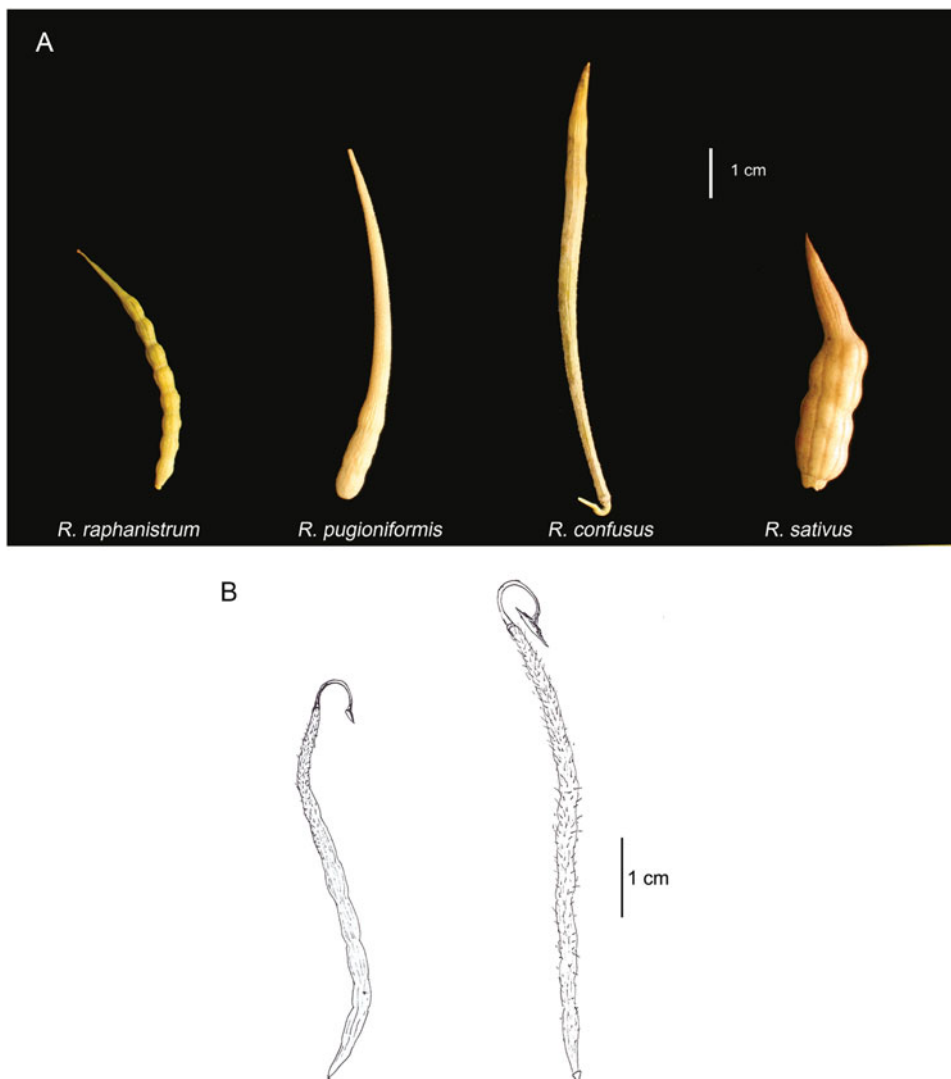 A
1 cm
R. raphanistrum R. pugioniformis R. confusus R. sativus
B
1 cm